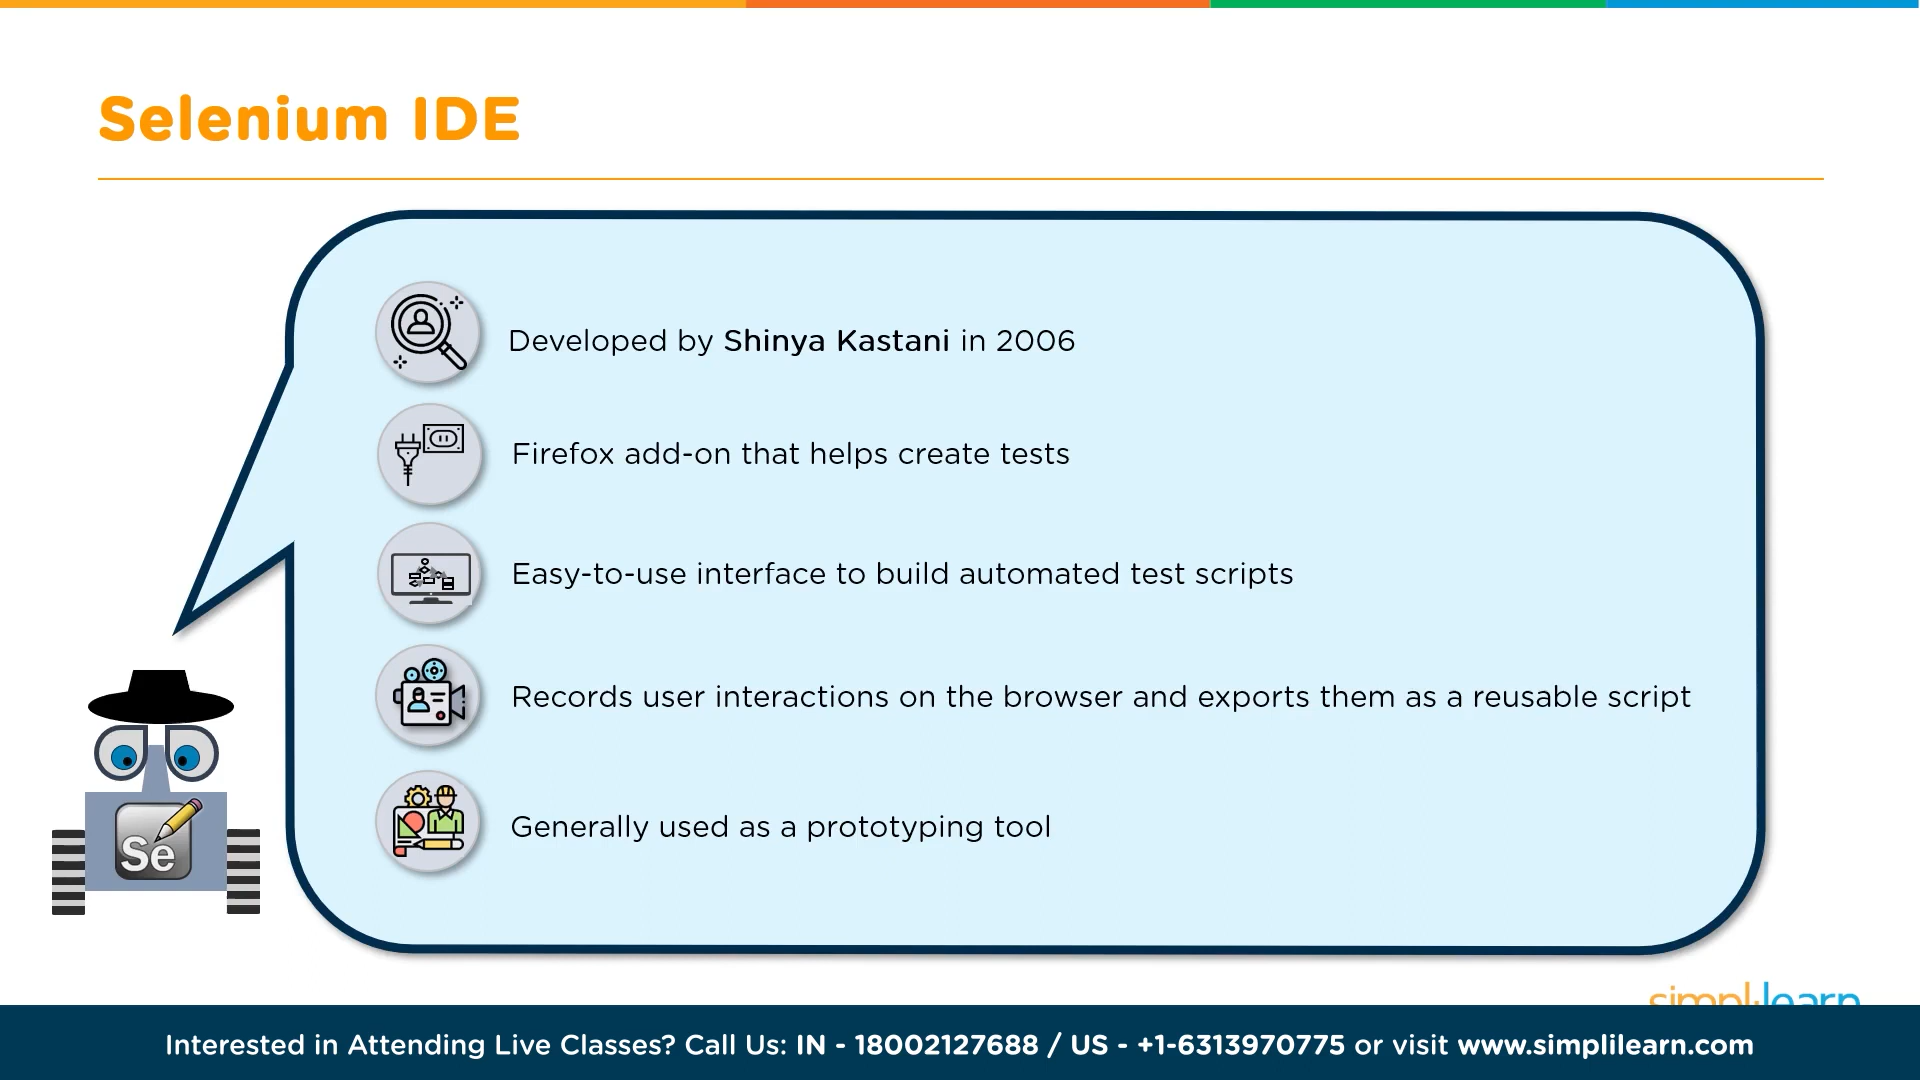 Selenium IDE
Developed by Shinya Kastani in 2006
Firefox add-on that helps create tests
Easy-to-use interface to build automated test scripts
Records user interactions on the browser and exports them as a reusable script
Generally used as a prototyping tool
Se
simplilearn
Interested in Attending Live Classes? Call Us: IN - 18002127688 / US - +1-6313970775 or visit www.simplilearn.com